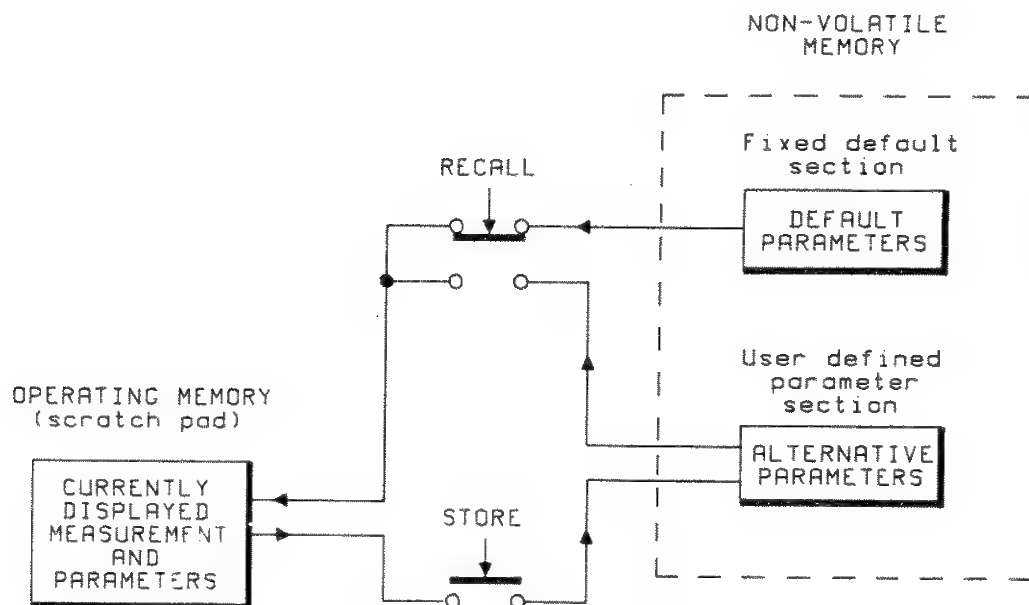 NON-VOLATILE
MEMORY
Fixed default
section
DEFAULT
PARAMETERS
RECALL
User defined
parameter
section
ALTERNATIVE
PARAMETERS
OPERATING MEMORY
(scratch pad)
CURRENTLY
DISPLAYED
MEASUREMENT
AND
PARAMETERS
STORE